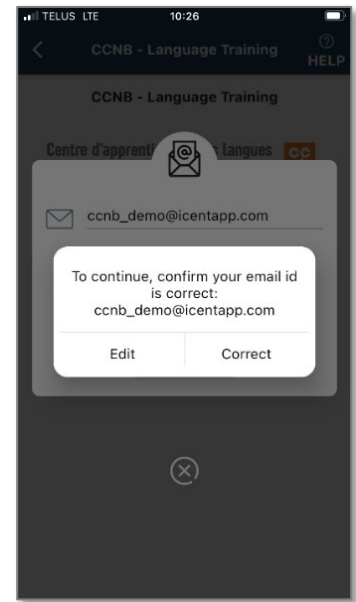 TELUS LTE 10:26
CCNB - Language Training
HELP
CCNB - Language Training
Centre d'apprenti langues cc
ccnb_demo@icentapp.com
To continue, confirm your email id
is correct:
ccnb_demo@icentapp.com
Edit Correct